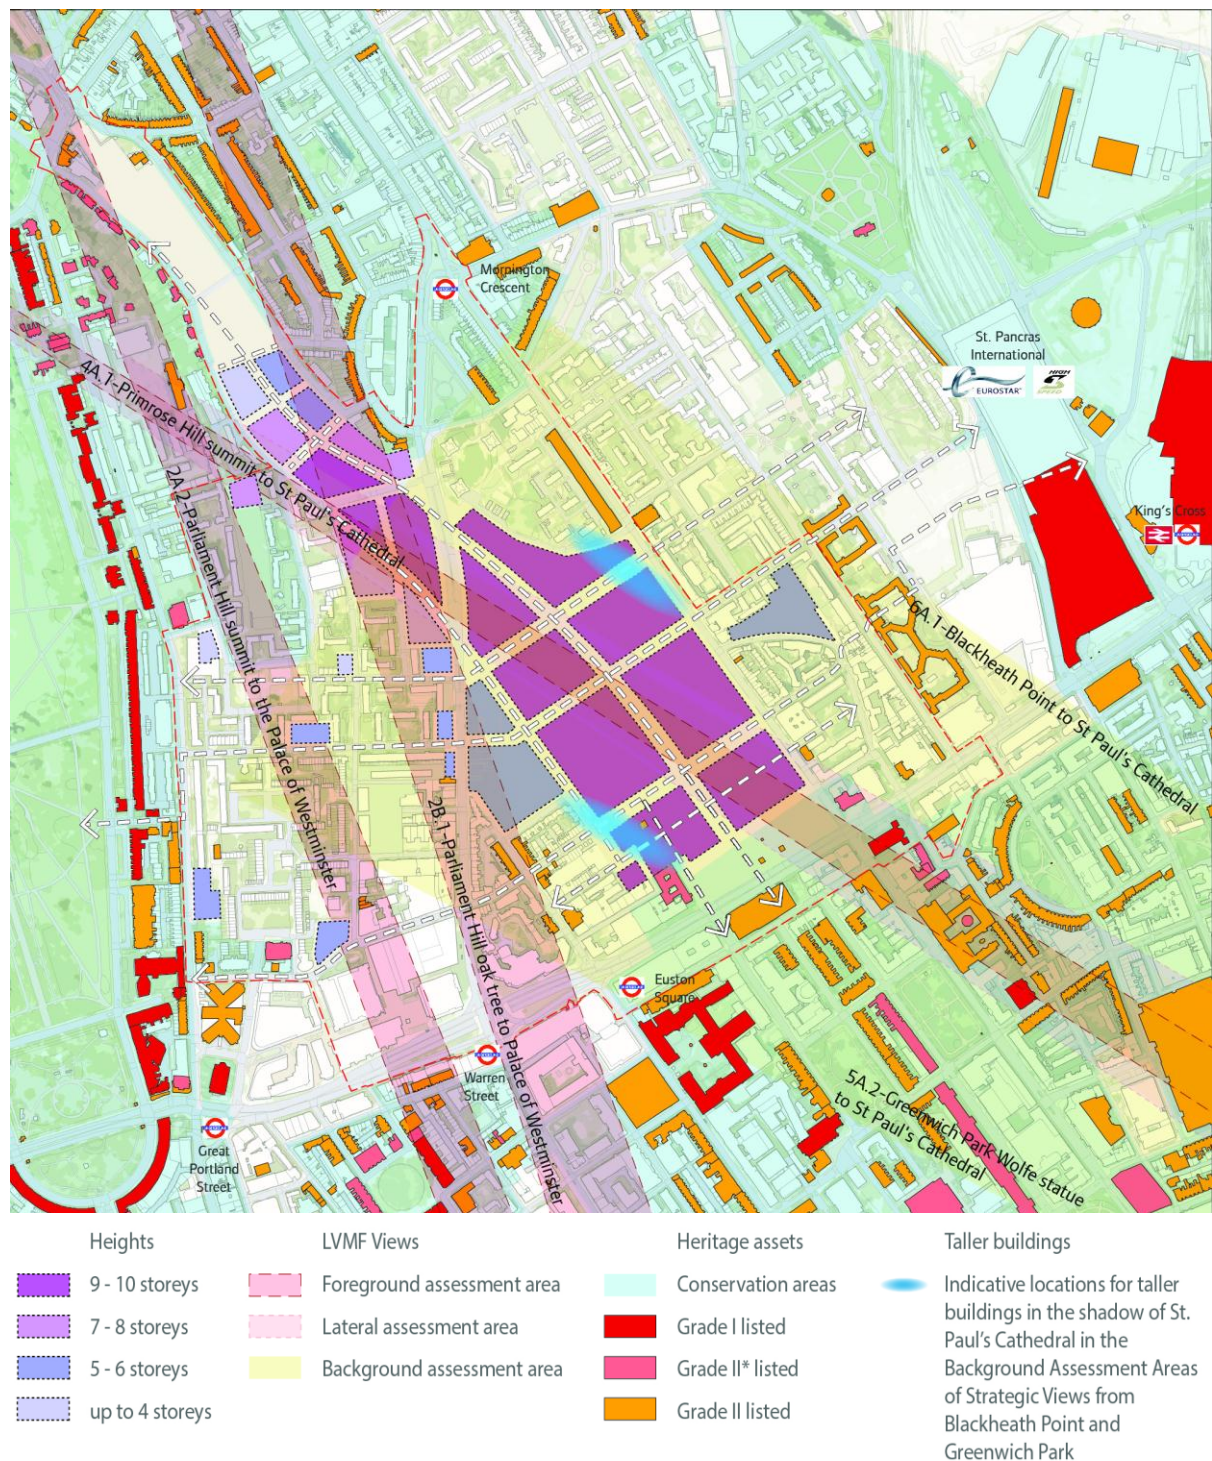 Mornington
Crescent
St. Pancras
International
EUROSTAR
HIGH
SPEED
King's Cross
4A.1-Primrose Hill summit to St Paul's Cathedral
2A.2-Parliament Hill summit to the Palace of Westminster
2B.1-Parliament Hill oak tree to Palace of Westminster
6A.1-Blackheath Point to St Paul's Cathedral
Euston
Square
Warren
Street
Great
Portland
Street
5A.2-Greenwich Park Wolfe statue
to St Paul's Cathedral
Heights
9 - 10 storeys
7 - 8 storeys
5 - 6 storeys
up to 4 storeys
LVMF Views
Foreground assessment area
Lateral assessment area
Background assessment area
Heritage assets
Conservation areas
Grade I listed
Grade II* listed
Grade II listed
Taller buildings
Indicative locations for taller
buildings in the shadow of St.
Paul's Cathedral in the
Background Assessment Areas
of Strategic Views from
Blackheath Point and
Greenwich Park